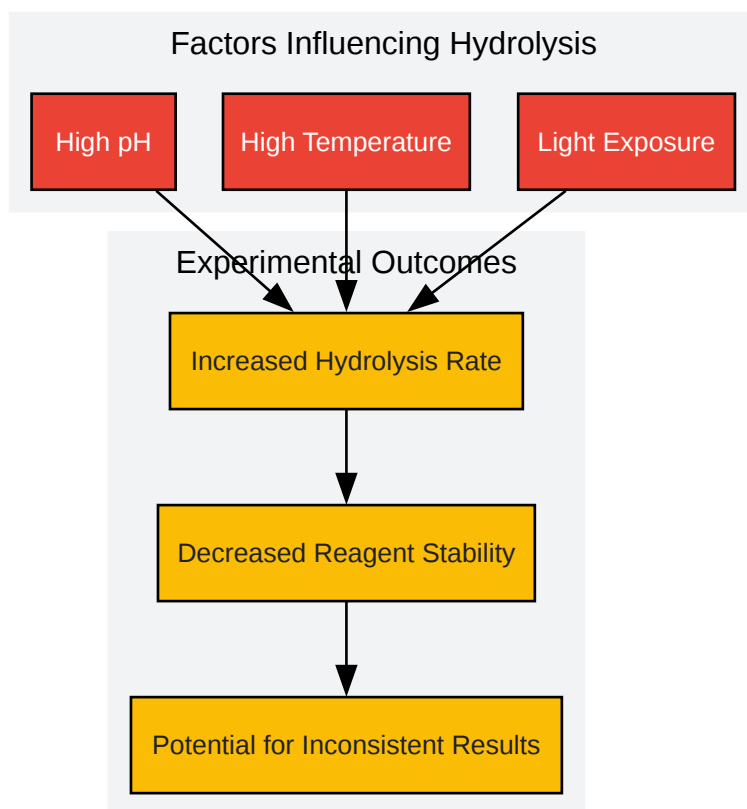 Factors Influencing Hydrolysis
High pH
High Temperature
Light Exposure
Experimental Outcomes
Increased Hydrolysis Rate
Decreased Reagent Stability
Potential for Inconsistent Results